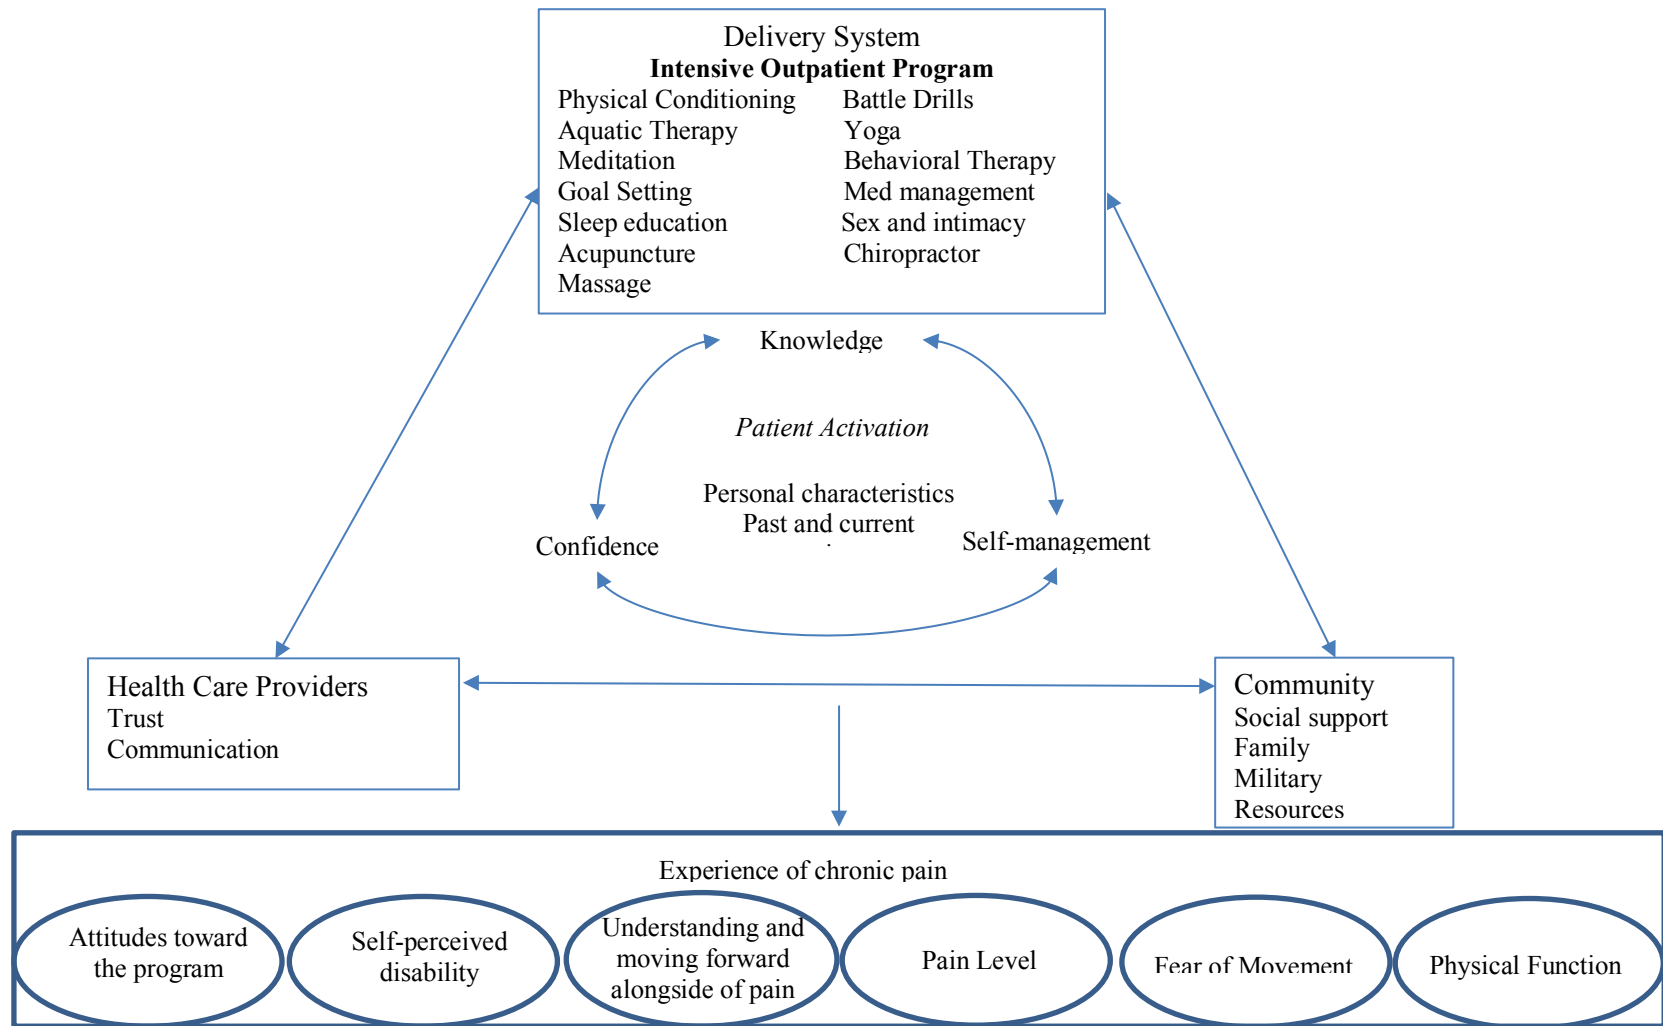 Delivery System
Intensive Outpatient Program
Physical Conditioning Battle Drills
Aquatic Therapy Yoga
Meditation Behavioral Therapy
Goal Setting Med management
Sleep education Sex and intimacy
Acupuncture Chiropractor
Massage
Knowledge
Patient Activation
Personal characteristics
Past and current
Confidence
Self-management
Health Care Providers
Trust
Communication
Community
Social support
Family
Military
Resources
Experience of chronic pain
Attitudes toward
the program
Self-perceived
disability
Understanding and
moving forward
alongside of pain
Pain Level
Fear of Movement
Physical Function